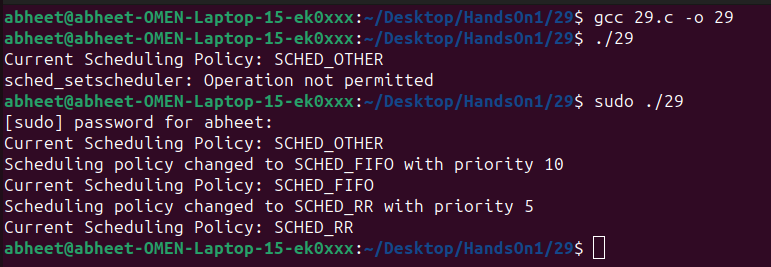 abheet@abheet-OMEN-Laptop-15-ek0xxx:~/Desktop/HandsOn1/29$ gcc 29.c -o 29
abheet@abheet-OMEN-Laptop-15-ek0xxx:~/Desktop/HandsOn1/29$ ./29
Current Scheduling Policy: SCHED_OTHER
sched_setscheduler: Operation not permitted
abheet@abheet-OMEN-Laptop-15-ek0xxx:~/Desktop/HandsOn1/29$ sudo ./29
[sudo] password for abheet:
Current Scheduling Policy: SCHED_OTHER
Scheduling policy changed to SCHED_FIFO with priority 10
Current Scheduling Policy: SCHED_FIFO
Scheduling policy changed to SCHED_RR with priority 5
Current Scheduling Policy: SCHED_RR
abheet@abheet-OMEN-Laptop-15-ek0xxx:~/Desktop/HandsOn1/29$